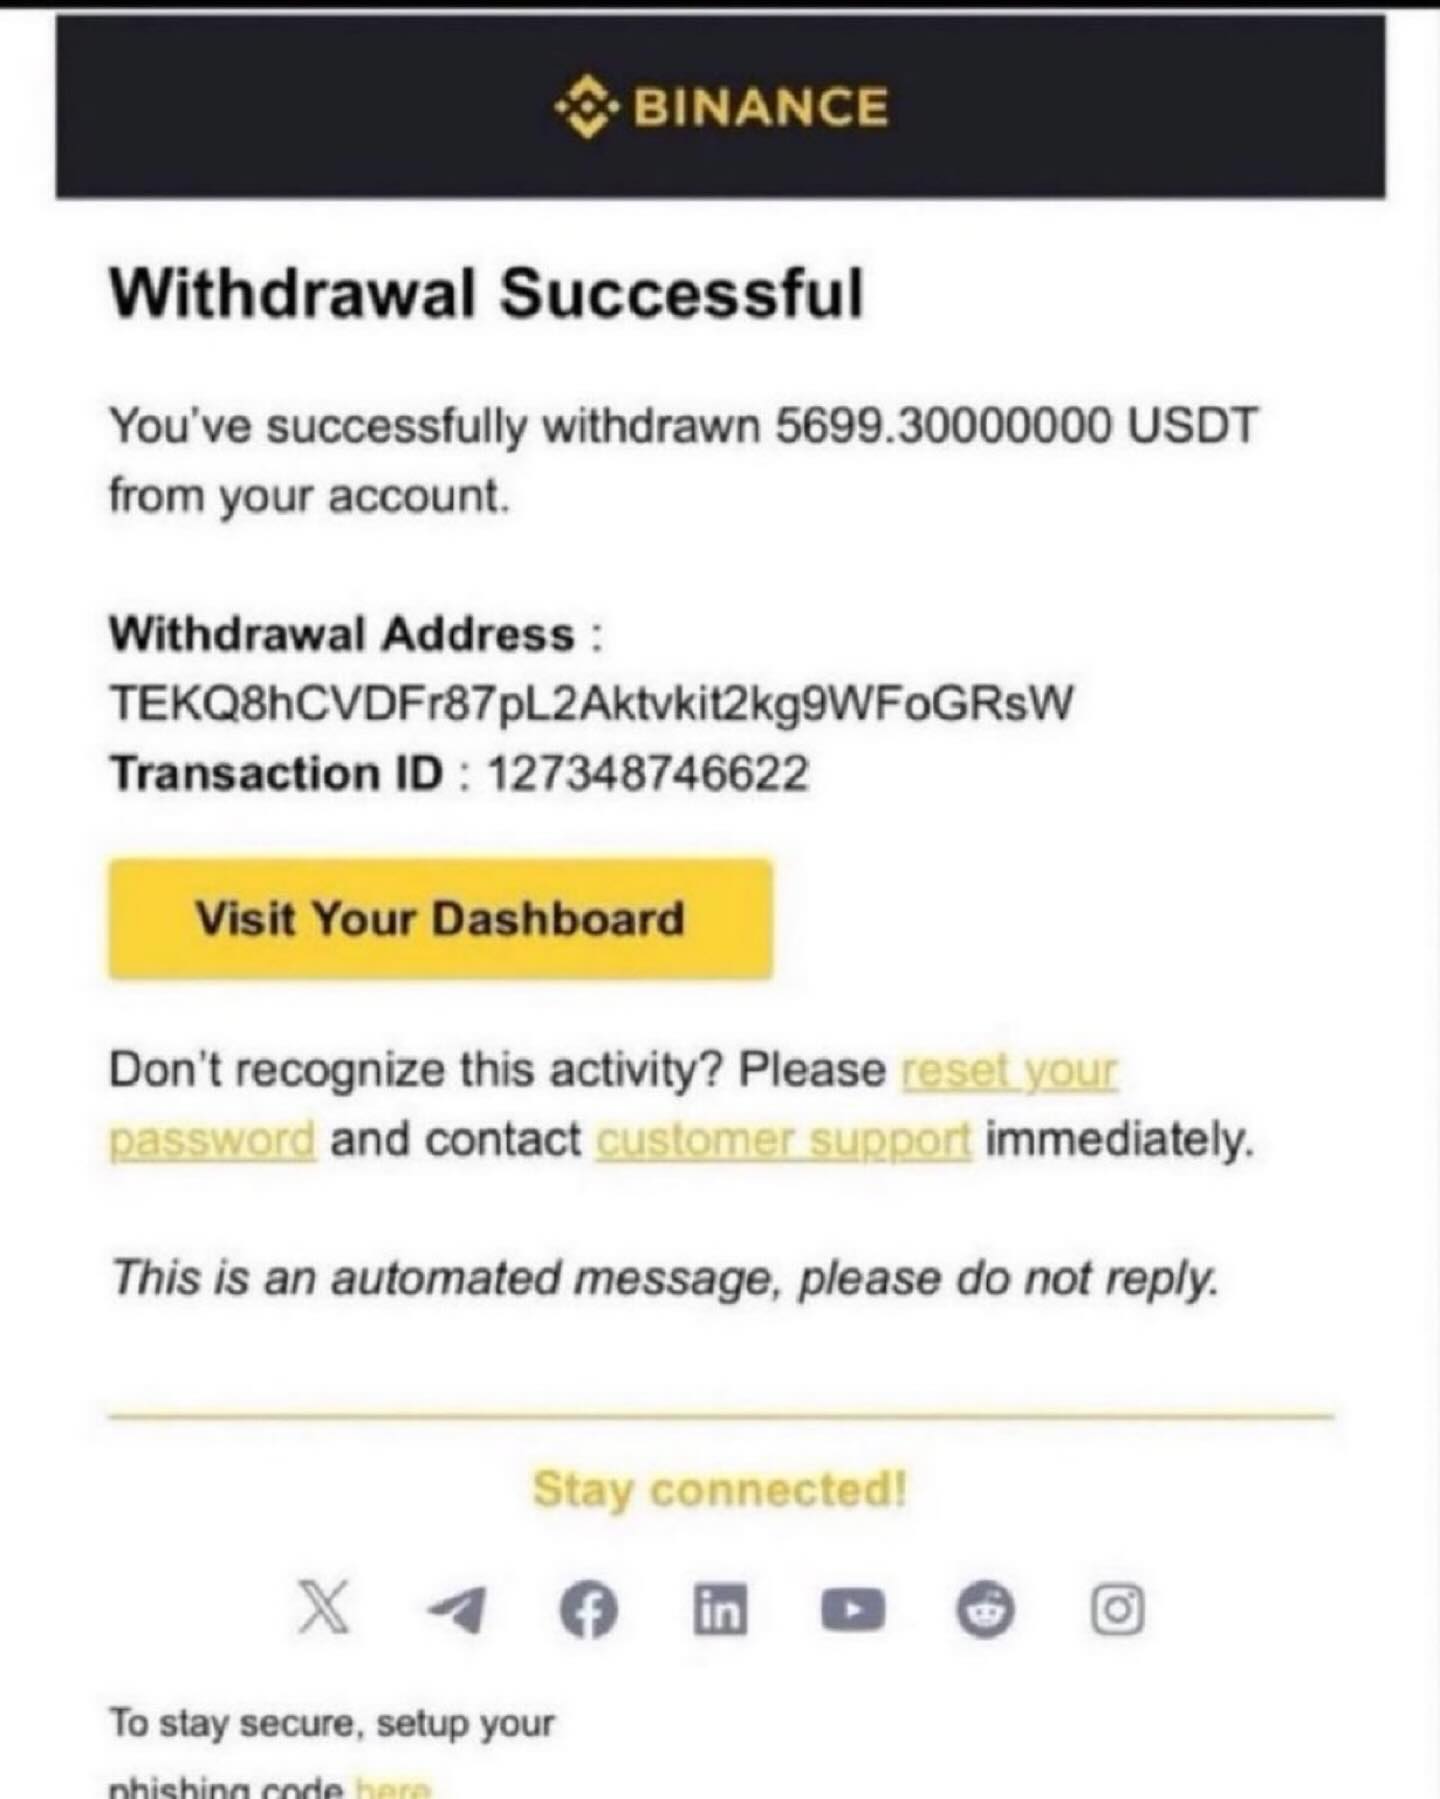 BINANCE
Withdrawal Successful
You've successfully withdrawn 5699.30000000 USDT
from your account.
Withdrawal Address :
TEKQ8hCVDFr87pL2Aktvkit2kg9WFoGRsW
Transaction ID : 127348746622
Visit Your Dashboard
Don't recognize this activity? Please reset your
password and contact customer support immediately.
This is an automated message, please do not reply.
Stay connected!
To stay secure, setup your
phishing code here